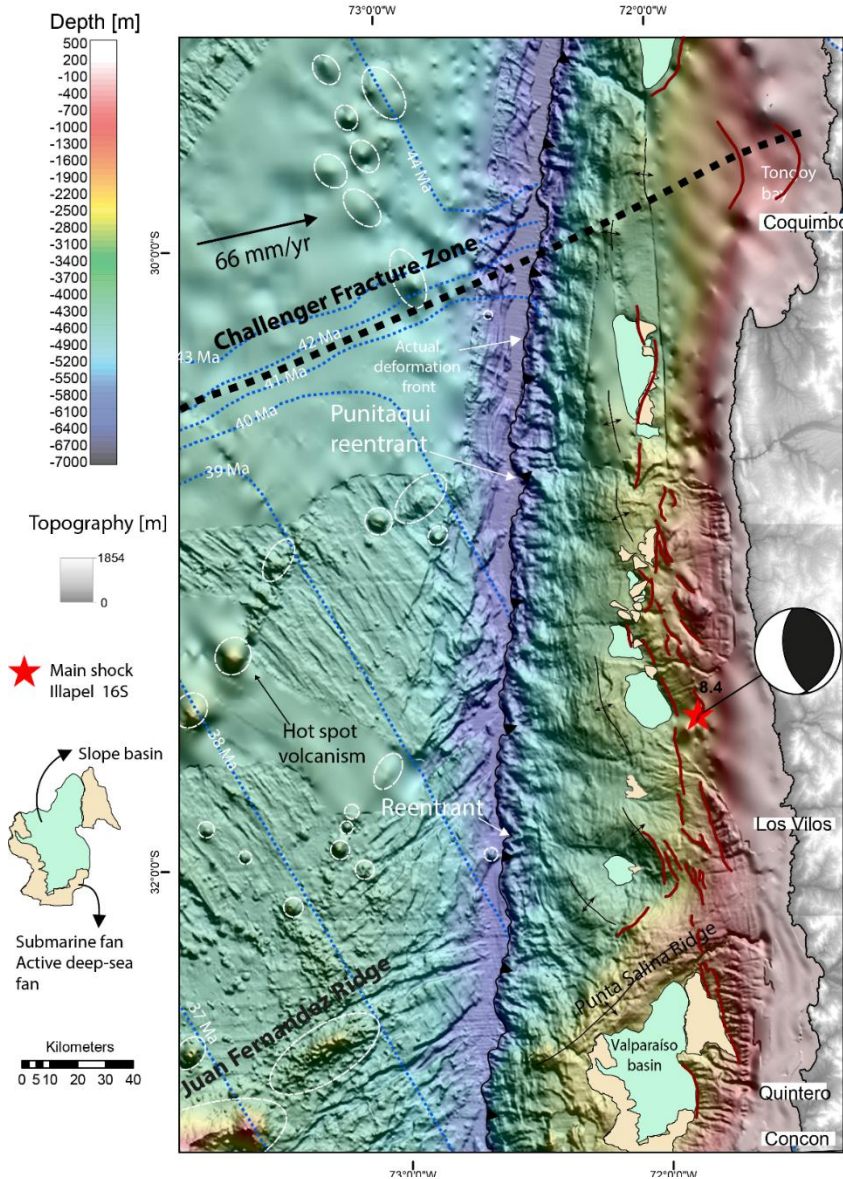 73°0'0"W
72°0'0"W
Depth [m]
500
200
-100
-400
-700
-1000
-1300
-1600
-1900
-2200
-2500
-2800
-3100
-3400
-3700
-4000
-4300
-4600
-4900
-5200
-5500
-5800
-6100
-6400
-6700
-7000
Topography [m]
1854
0
Main shock
Illapel 16S
Slope basin
Submarine fan
Active deep-sea
fan
Kilometers
0 5 10 20 30 40
30°0'0"S
32°0'0"S
44 Ma
66 mm/yr
Challenger Fracture Zone
43 Ma
42 Ma
41 Ma
40 Ma
39 Ma
Tongoy
bay
Coquimbo
Actual
deformation
front
Punitaqui
reentrant
8.4
Hot spot
volcanism
38 Ma
Reentrant
Los Vilos
Punta Salina Ridge
37 Ma
Juan Fernandez Ridge
Valparaíso
basin
Quintero
Concon
73°0'0"W
72°0'0"W